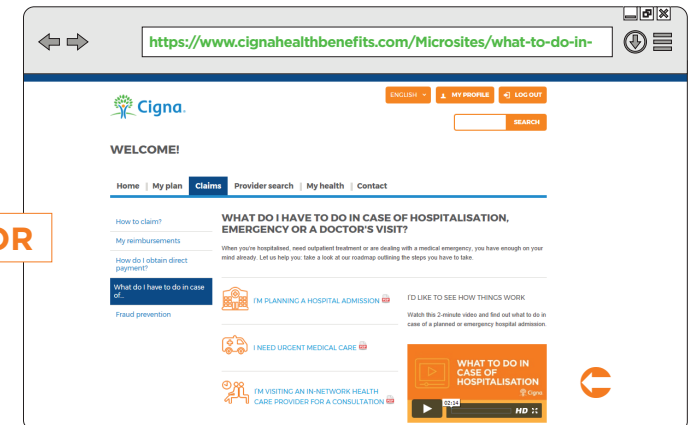 https://www.cignahealthbenefits.com/Microsites/what-to-do-in-
Cigna.
ENGLISH
MY PROFILE
LOG OUT
SEARCH
WELCOME!
Home | My plan Claims Provider search | My health | Contact
OR
How to claim?
My reimbursements
How do I obtain direct
payment?
What do I have to do in case
of...
Fraud prevention
WHAT DO I HAVE TO DO IN CASE OF HOSPITALISATION,
EMERGENCY OR A DOCTOR'S VISIT?
When you're hospitalised, need outpatient treatment or are dealing with a medical emergency, you have enough on your
mind already. Let us help you: take a look at our roadmap outlining the steps you have to take.
I'M PLANNING A HOSPITAL ADMISSION
I NEED URGENT MEDICAL CARE
I'M VISITING AN IN-NETWORK HEALTH
CARE PROVIDER FOR A CONSULTATION
I'D LIKE TO SEE HOW THINGS WORK
Watch this 2-minute video and find out what to do in
case of a planned or emergency hospital admission.
WHAT TO DO IN
CASE OF
HOSPITALISATION
Cigna
02:14
HD